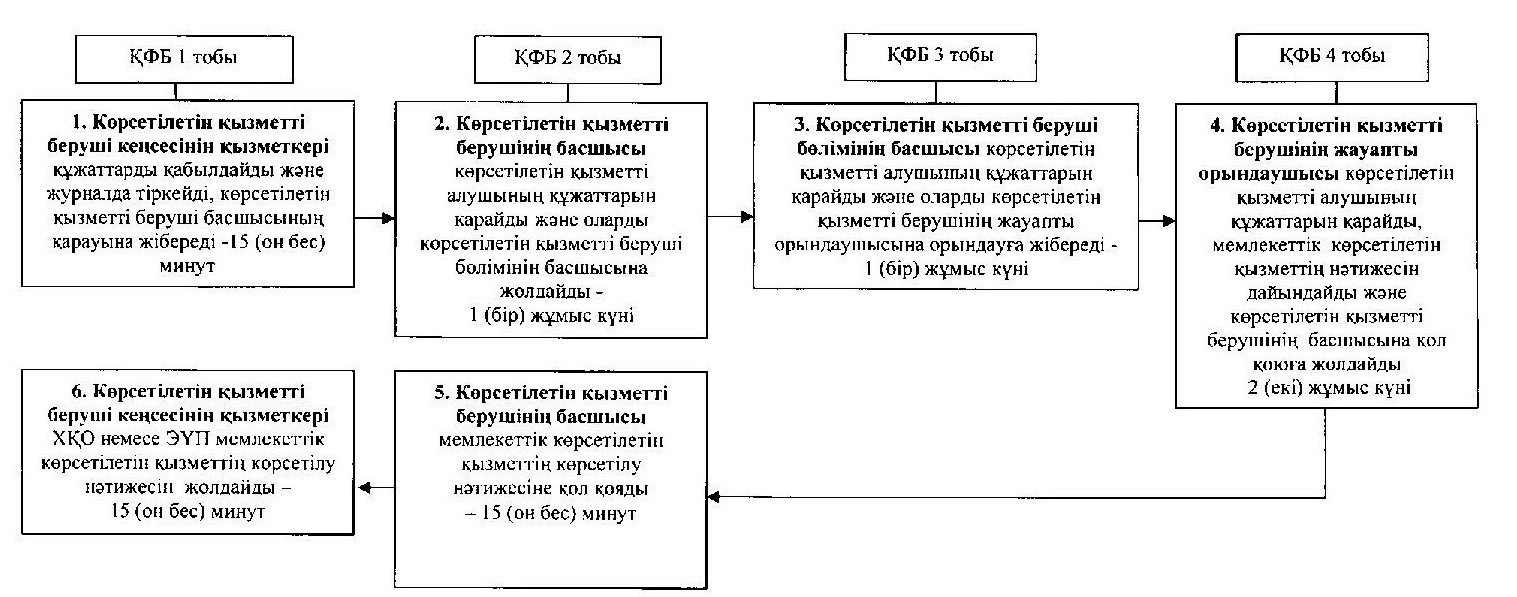 ҚФБ 1 тобы
ҚФБ 2 тобы
ҚФБ 3 тобы
ҚФБ 4 тобы
1. Көрсетілетін қызметті
беруші кеңсесінің қызметкері
құжаттарды қабылдайды және
журналда тіркейді, көрсетілетін
қызметті беруші басшысының
қарауына жібереді -15 (он бес)
минут
2. Көрсетілетін қызметті
берушінің басшысы
көрсетілетін қызметті
алушының құжаттарын
қарайды және оларды
көрсетілетін қызметті беруші
бөлімінің басшысына
жолдайды -
1 (бір) жұмыс күні
3. Көрсетілетін қызметті беруші
бөлімінің басшысы көрсетілетін
қызметті алушының құжаттарын
қарайды және оларды көрсетілетін
қызметті берушінің жауапты
орындаушысына орындауға жібереді -
1 (бір) жұмыс күні
4. Көрсетілетін қызметті
берушінің жауапты
орындаушысы көрсетілетін
қызметті алушының
құжаттарын қарайды,
мемлекеттік көрсетілетін
қызметтің нәтижесін
дайындайды және
көрсетілетін қызметті
берушінің басшысына қол
қоюға жолдайды
2 (екі) жұмыс күні
5. Көрсетілетін қызметті
берушінің басшысы
мемлекеттік көрсетілетін
қызметтің көрсетілу
нәтижесіне қол қояды
– 15 (он бес) минут
6. Көрсетілетін қызметті
беруші кеңсесінің қызметкері
ХҚО немесе ЭҮП мемлекеттік
көрсетілетін қызметтің көрсетілу
нәтижесін жолдайды –
15 (он бес) минут